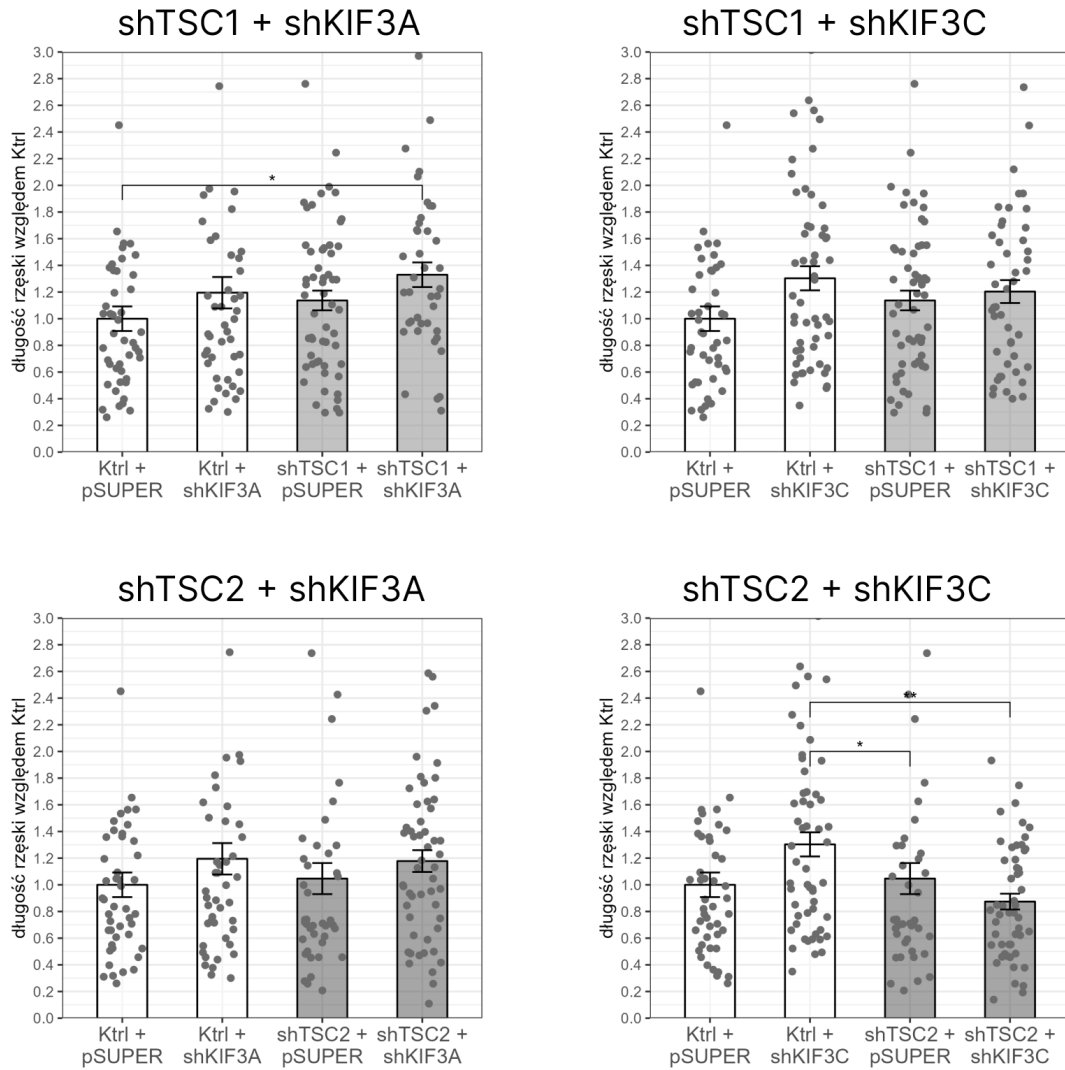 shTSC1 + shKIF3A
długość rzęski względem Ktrl
3.0
2.8
2.6
2.4
2.2
2.0
1.8
1.6
1.4
1.2
1.0
0.8
0.6
0.4
0.2
0.0
*
Ktrl + pSUPER
Ktrl + shKIF3A
shTSC1 + pSUPER
shTSC1 + shKIF3A
shTSC1 + shKIF3C
długość rzęski względem Ktrl
3.0
2.8
2.6
2.4
2.2
2.0
1.8
1.6
1.4
1.2
1.0
0.8
0.6
0.4
0.2
0.0
Ktrl + pSUPER
Ktrl + shKIF3C
shTSC1 + pSUPER
shTSC1 + shKIF3C
shTSC2 + shKIF3A
długość rzęski względem Ktrl
3.0
2.8
2.6
2.4
2.2
2.0
1.8
1.6
1.4
1.2
1.0
0.8
0.6
0.4
0.2
0.0
Ktrl + pSUPER
Ktrl + shKIF3A
shTSC2 + pSUPER
shTSC2 + shKIF3A
shTSC2 + shKIF3C
długość rzęski względem Ktrl
3.0
2.8
2.6
2.4
2.2
2.0
1.8
1.6
1.4
1.2
1.0
0.8
0.6
0.4
0.2
0.0
**
*
Ktrl + pSUPER
Ktrl + shKIF3C
shTSC2 + pSUPER
shTSC2 + shKIF3C